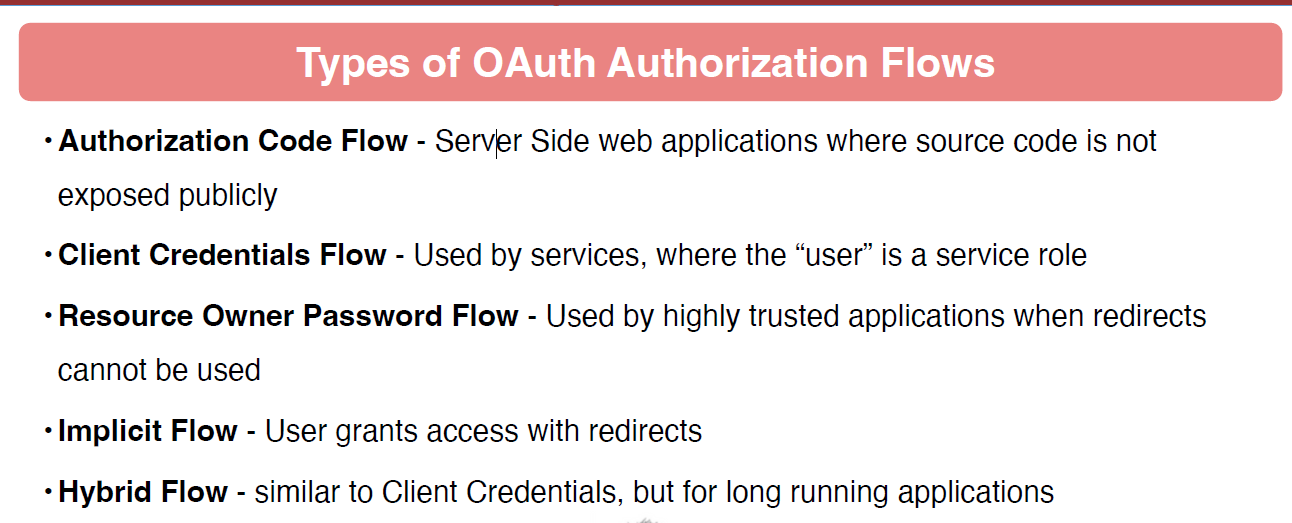 Types of OAuth Authorization Flows
• Authorization Code Flow - Server Side web applications where source code is not
exposed publicly
• Client Credentials Flow - Used by services, where the “user” is a service role
• Resource Owner Password Flow - Used by highly trusted applications when redirects
cannot be used
• Implicit Flow - User grants access with redirects
• Hybrid Flow - similar to Client Credentials, but for long running applications